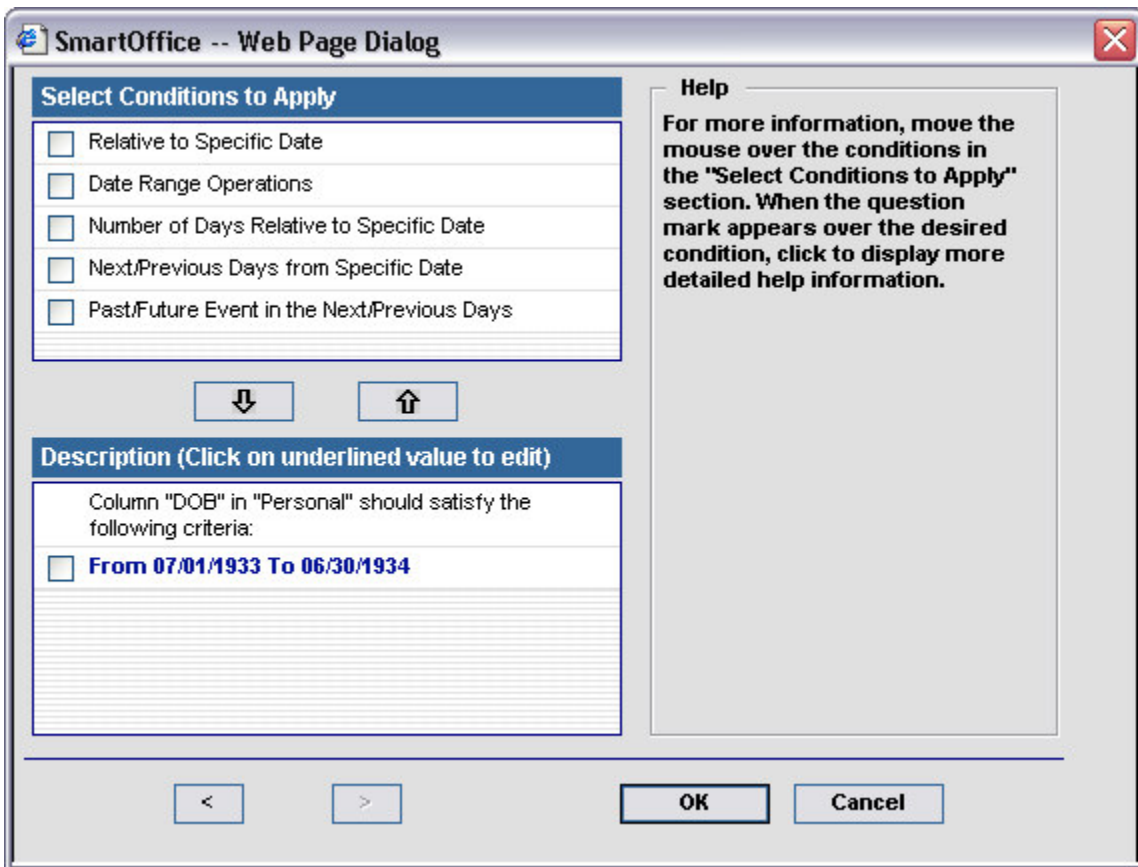 SmartOffice -- Web Page Dialog
Select Conditions to Apply
Relative to Specific Date
Date Range Operations
Number of Days Relative to Specific Date
Next/Previous Days from Specific Date
Past/Future Event in the Next/Previous Days
Help
For more information, move the
mouse over the conditions in
the "Select Conditions to Apply"
section. When the question
mark appears over the desired
condition, click to display more
detailed help information.
Description (Click on underlined value to edit)
Column "DOB" in "Personal" should satisfy the
following criteria:
From 07/01/1933 To 06/30/1934
< > OK Cancel